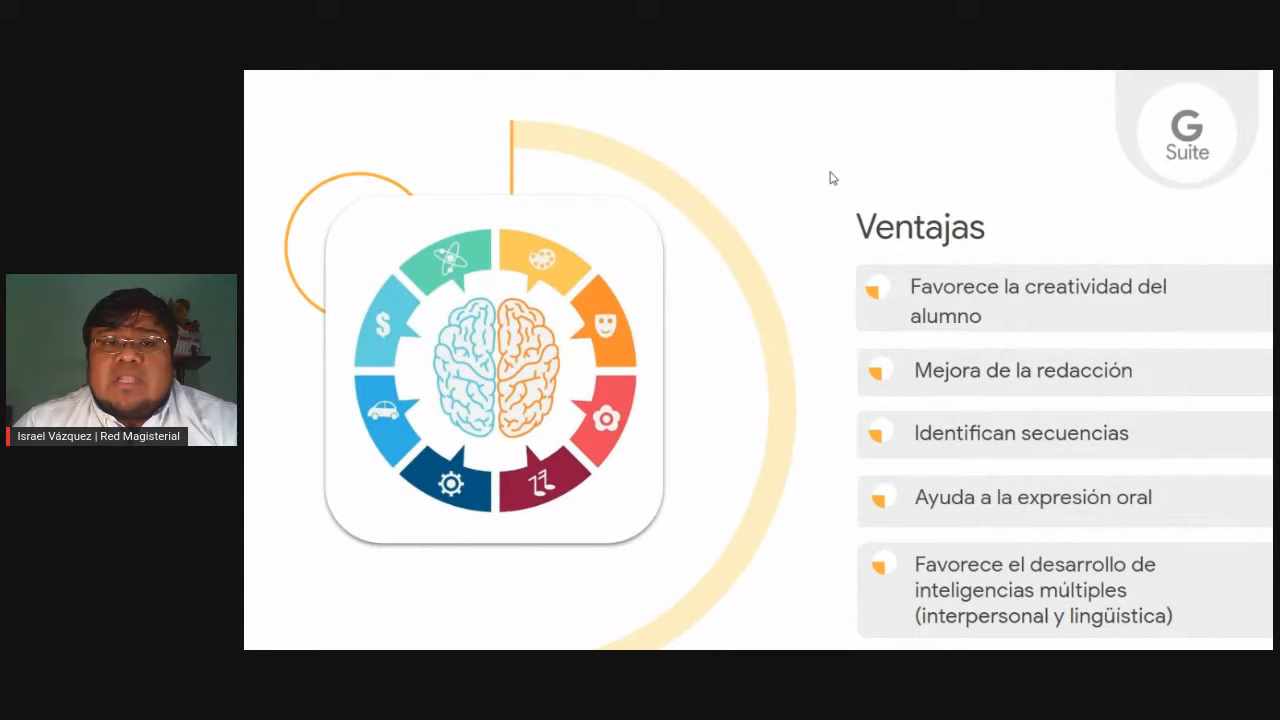 G
Suite
Ventajas
Favorece la creatividad del
alumno
Mejora de la redacción
Identifican secuencias
Ayuda a la expresión oral
Favorece el desarrollo de
inteligencias múltiples
(interpersonal y lingüística)
$
Israel Vázquez | Red Magisterial